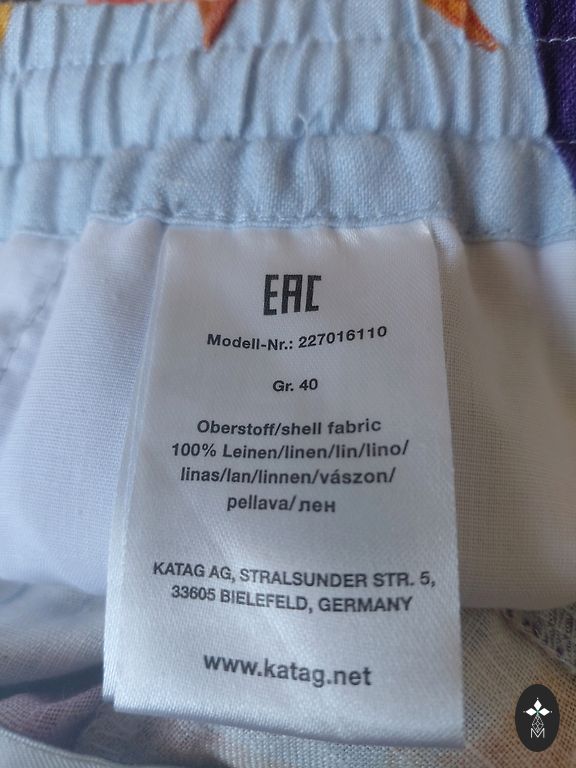 EAC
Modell-Nr.: 227016110
Gr. 40
Oberstoff/shell fabric
100% Leinen/linen/lin/lino/
linas/lan/linnen/vászon/
pellava/лен
KATAG AG, STRALSUNDER STR. 5,
33605 BIELEFELD, GERMANY
www.katag.net